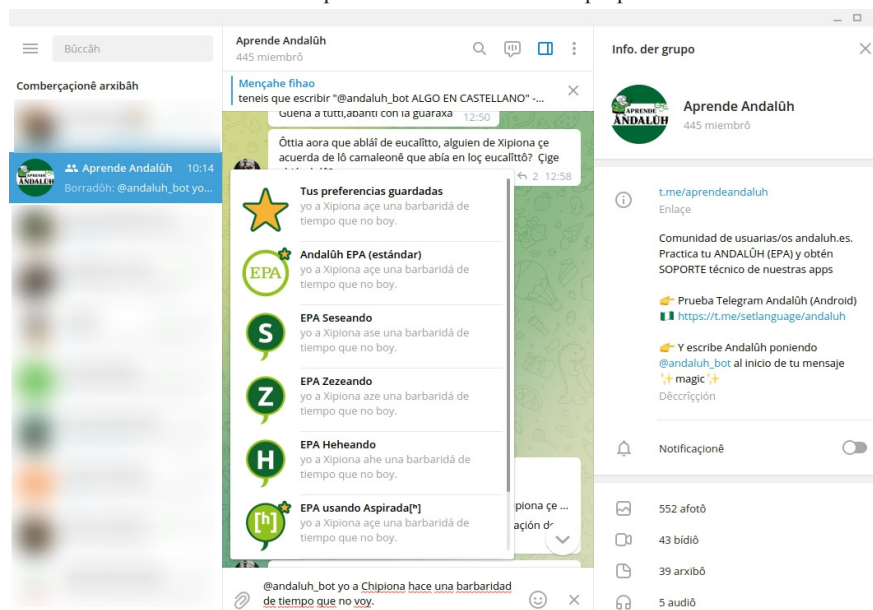 Bûccâh
Comberçaçionê arxibâh
Aprende Andalûh 10:14
Borradôh: @andaluh_bot yo...
Aprende Andalûh
445 miembrô
Mençahe fihao
teneis que escribir "@andaluh_bot ALGO EN CASTELLANO" -...
Guena a tutti,abanti con la guaraxa 12:50
Ôttia aora que abláî de eucalîtto, alguien de Xipiona çe
acuerda de lô camaleonê que abía en loç eucalîttô? Çige
2 12:58
Tus preferencias guardadas
yo a Xipiona açe una barbaridá de
tiempo que no boy.
EPA
Andalûh EPA (estándar)
yo a Xipiona açe una barbaridá de
tiempo que no boy.
S
EPA Seseando
yo a Xipiona ase una barbaridá de
tiempo que no boy.
Z
EPA Zezeando
yo a Xipiona aze una barbaridá de
tiempo que no boy.
H
EPA Heheando
yo a Xipiona ahe una barbaridá de
tiempo que no boy.
[ʰ]
EPA usando Aspirada[ʰ]
yo a Xipiona açe una barbaridá de
tiempo que no boy.
piona çe ...
@andaluh_bot yo a Chipiona hace una barbaridad
de tiempo que no voy.
Info. der grupo
APRENDE
ANDALÛH
Aprende Andalûh
445 miembrô
t.me/aprendeandaluh
Enlaçe
Comunidad de usuarias/os andaluh.es.
Practica tu ANDALÛH (EPA) y obtén
SOPORTE técnico de nuestras apps
👉 Prueba Telegram Andalûh (Android)
https://t.me/setlanguage/andaluh
👉 Y escribe Andalûh poniendo
@andaluh_bot al inicio de tu mensaje
✨magic✨
Dêccrîççión
Notificaçionê
552 afotô
43 bídiô
39 arxibô
5 audiô